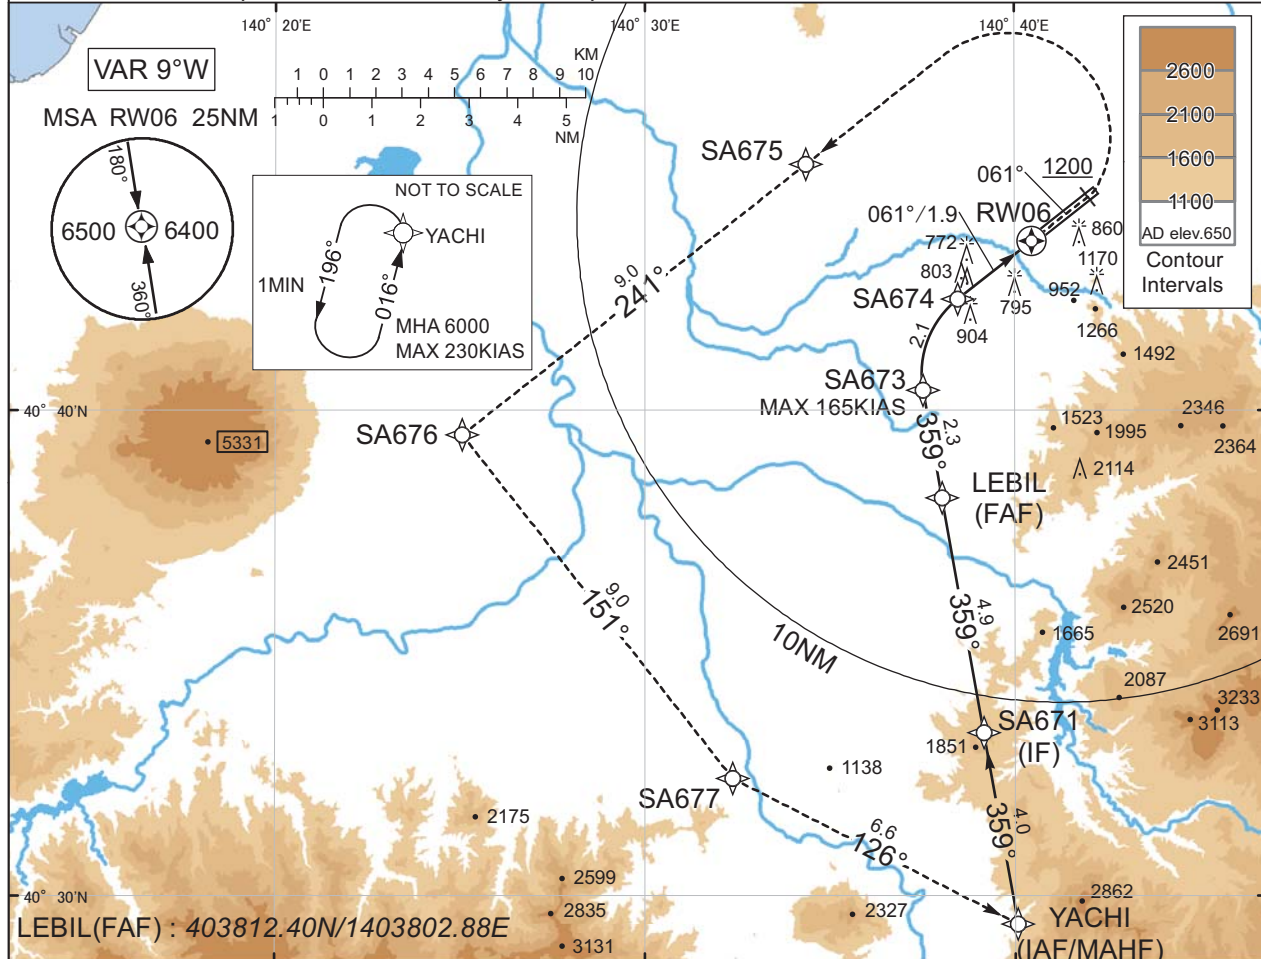 140° 20'E
140° 30'E
140° 40'E
VAR 9°W
MSA RW06 25NM
180°
6500
6400
360°
KM
1 0 1 2 3 4 5 6 7 8 9 10
1 0 1 2 3 4 5
NM
NOT TO SCALE
YACHI
1MIN
196°
016°
MHA 6000
MAX 230KIAS
2600
2100
1600
1100
AD elev.650
Contour
Intervals
SA675
061°
1200
RW06
061°/1.9
772
803
860
1170
952
795
1266
SA674
904
2.1
1492
9.0
241°
SA673
MAX 165KIAS
40° 40'N
5331
SA676
2.3
359°
1523
1995
2346
2364
2114
LEBIL
(FAF)
2451
2520
2691
1665
4.9
359°
9.0
151°
10NM
2087
3233
3113
SA671
(IF)
1851
1138
SA677
2175
4.0
359°
6.6
126°
2599
2835
3131
2327
2862
40° 30'N
YACHI
(IAF/MAHF)
LEBIL(FAF) : 403812.40N/1403802.88E